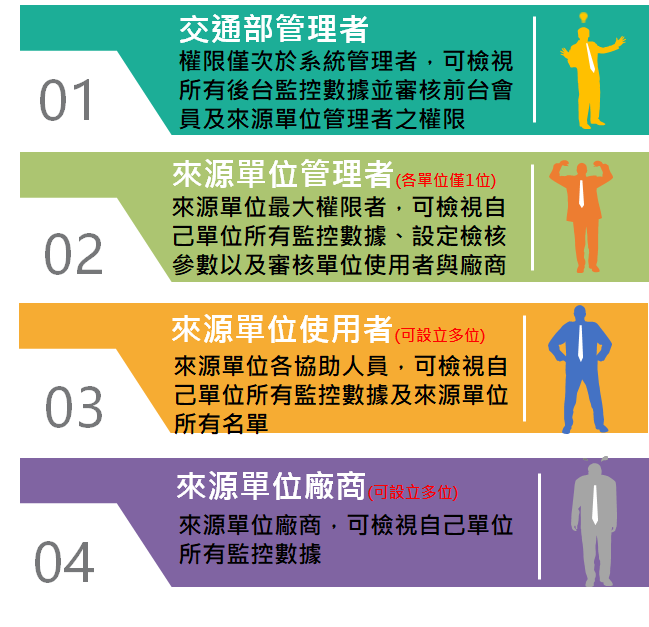 交通部管理者
權限僅次於系統管理者，可檢視
所有後台監控數據並審核前台會
員及來源單位管理者之權限
01
來源單位管理者(各單位僅1位)
來源單位最大權限者，可檢視自
己單位所有監控數據、設定檢核
參數以及審核單位使用者與廠商
02
來源單位使用者(可設立多位)
來源單位各協助人員，可檢視自
己單位所有監控數據及來源單位
所有名單
03
來源單位廠商(可設立多位)
來源單位廠商，可檢視自己單位
所有監控數據
04